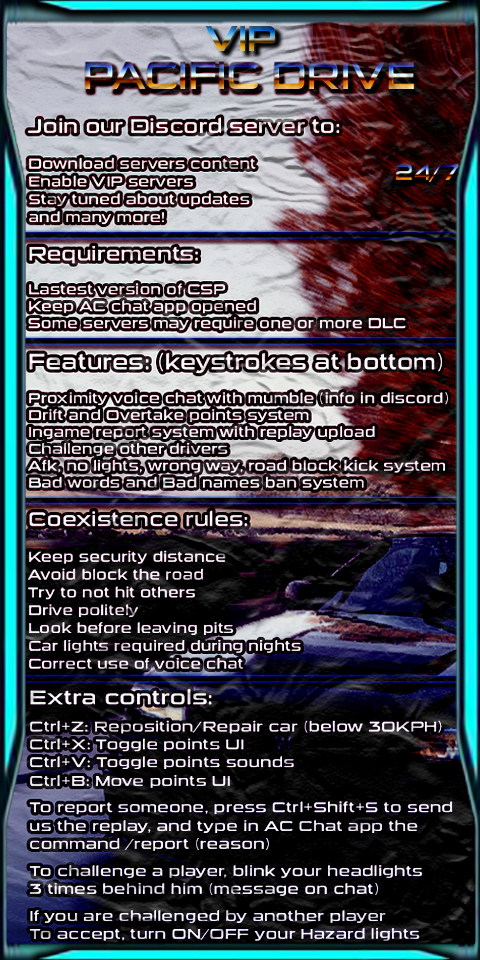 VIP
PACIFIC DRIVE
Join our Discord server to:
Download servers content
24/7
Enable VIP servers
Stay tuned about updates
and many more!
Requirements:
Lastest version of CSP
Keep AC chat app opened
Some servers may require one or more DLC
Features: (keystrokes at bottom)
Proximity voice chat with mumble (info in discord)
Drift and Overtake points system
Ingame report system with replay upload
Challenge other drivers
Afk, no lights, wrong way, road block kick system
Bad words and Bad names ban system
Coexistence rules:
Keep security distance
Avoid block the road
Try to not hit others
Drive politely
Look before leaving pits
Car lights required during nights
Correct use of voice chat
Extra controls:
Ctrl+Z: Reposition/Repair car (below 30KPH)
Ctrl+X: Toggle points UI
Ctrl+V: Toggle points sounds
Ctrl+B: Move points UI
To report someone, press Ctrl+Shift+S to send
us the replay, and type in AC Chat app the
command /report (reason)
To challenge a player, blink your headlights
3 times behind him (message on chat)
If you are challenged by another player
To accept, turn ON/OFF your Hazard lights